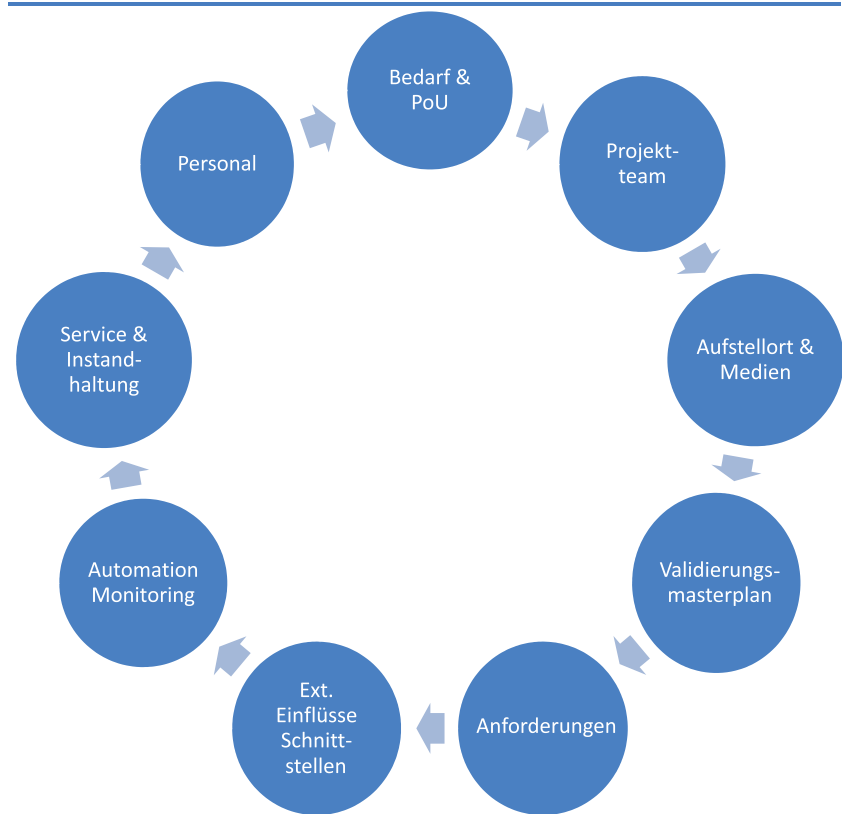 Bedarf &
PoU
Projekt-
team
Aufstellort &
Medien
Validierungs-
masterplan
Anforderungen
Ext.
Einflüsse
Schnitt-
stellen
Automation
Monitoring
Service &
Instand-
haltung
Personal